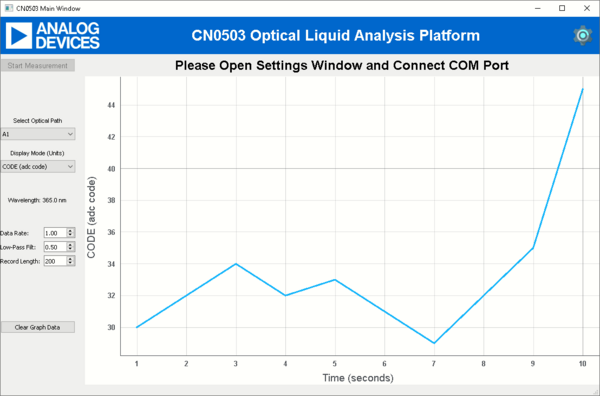 CN0503 Main Window
ANALOG
DEVICES
CN0503 Optical Liquid Analysis Platform
Start Measurement
Please Open Settings Window and Connect COM Port
Select Optical Path
A1
Display Mode (Units)
CODE (adc code)
Wavelength: 365.0 nm
Data Rate: 1.00
Low-Pass Filt: 0.50
Record Length: 200
Clear Graph Data
CODE (adc code)
44
42
40
38
36
34
32
30
1 2 3 4 5 6 7 8 9 10
Time (seconds)